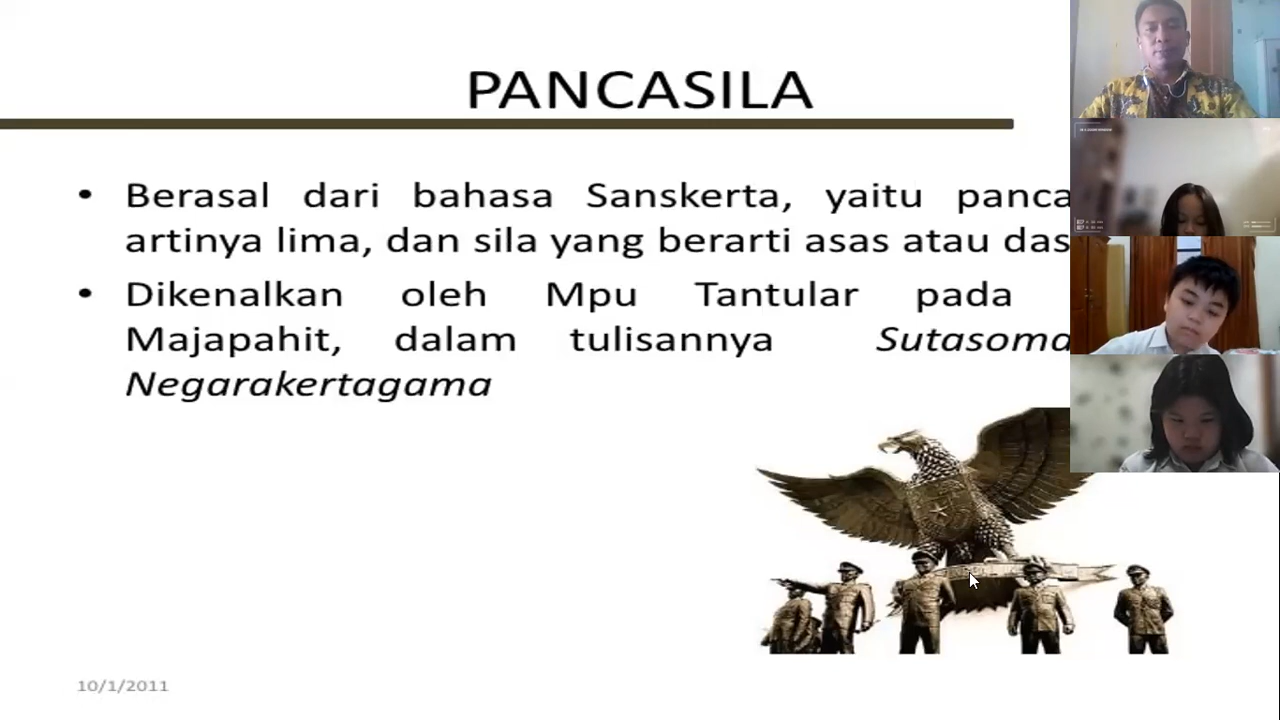 PANCASILA
• Berasal dari bahasa Sanskerta, yaitu panca
artinya lima, dan sila yang berarti asas atau das
• Dikenalkan oleh Mpu Tantular pada
Majapahit, dalam tulisannya Sutasoma
Negarakertagama
10/1/2011